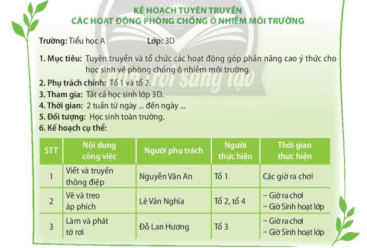 KẾ HOẠCH TUYÊN TRUYỀN
CÁC HOẠT ĐỘNG PHÒNG CHỐNG Ô NHIỄM MÔI TRƯỜNG
Trường: Tiểu học A Lớp: 3D
1. Mục tiêu: Tuyên truyền và tổ chức các hoạt động góp phần nâng cao ý thức cho
học sinh về phòng chống ô nhiễm môi trường.
2. Phụ trách chính: Tổ 1 và tổ 2.
3. Tham gia: Tất cả học sinh lớp 3D.
4. Thời gian: 2 tuần từ ngày ... đến ngày ...
5. Đối tượng: Học sinh toàn trường.
6. Kế hoạch cụ thể:
STT Nội dung công việc Người phụ trách Người thực hiện Thời gian thực hiện
1 Viết và truyền thông điệp Nguyễn Văn An Tổ 1 Các giờ ra chơi
2 Vẽ và treo áp phích Lê Văn Nghĩa Tổ 2, tổ 4 – Giờ ra chơi – Giờ Sinh hoạt lớp
3 Làm và phát tờ rơi Đỗ Lan Hương Tổ 3 – Giờ ra chơi – Giờ Sinh hoạt lớp